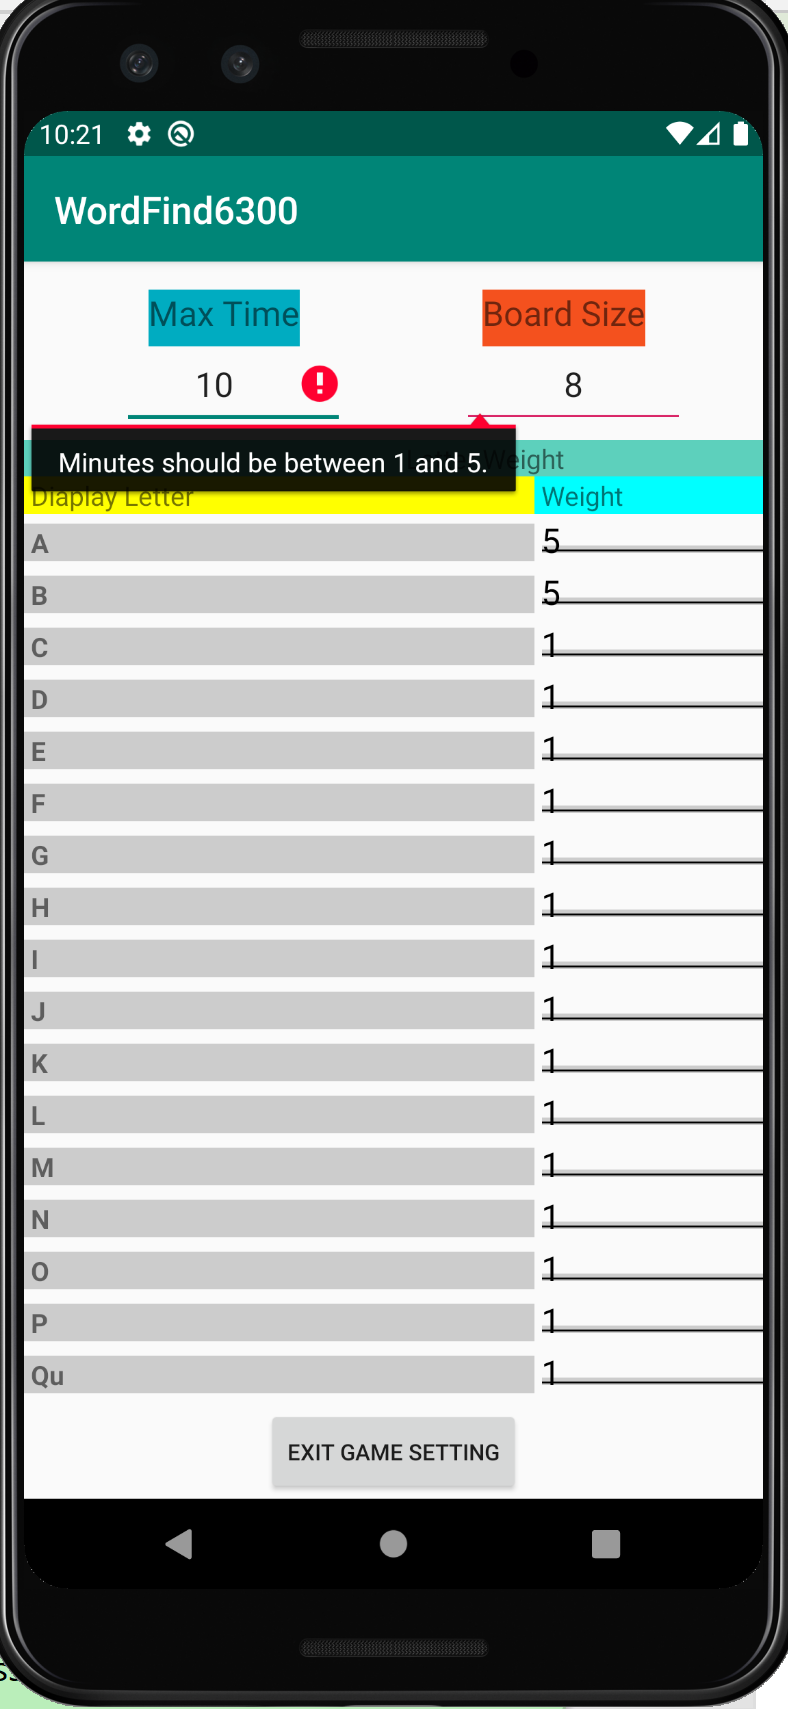 10:21
WordFind6300
Max Time Board Size
10 8
Minutes should be between 1 and 5. Weight
Diaplay Letter Weight
A 5
B 5
C 1
D 1
E 1
F 1
G 1
H 1
I 1
J 1
K 1
L 1
M 1
N 1
O 1
P 1
Qu 1
EXIT GAME SETTING